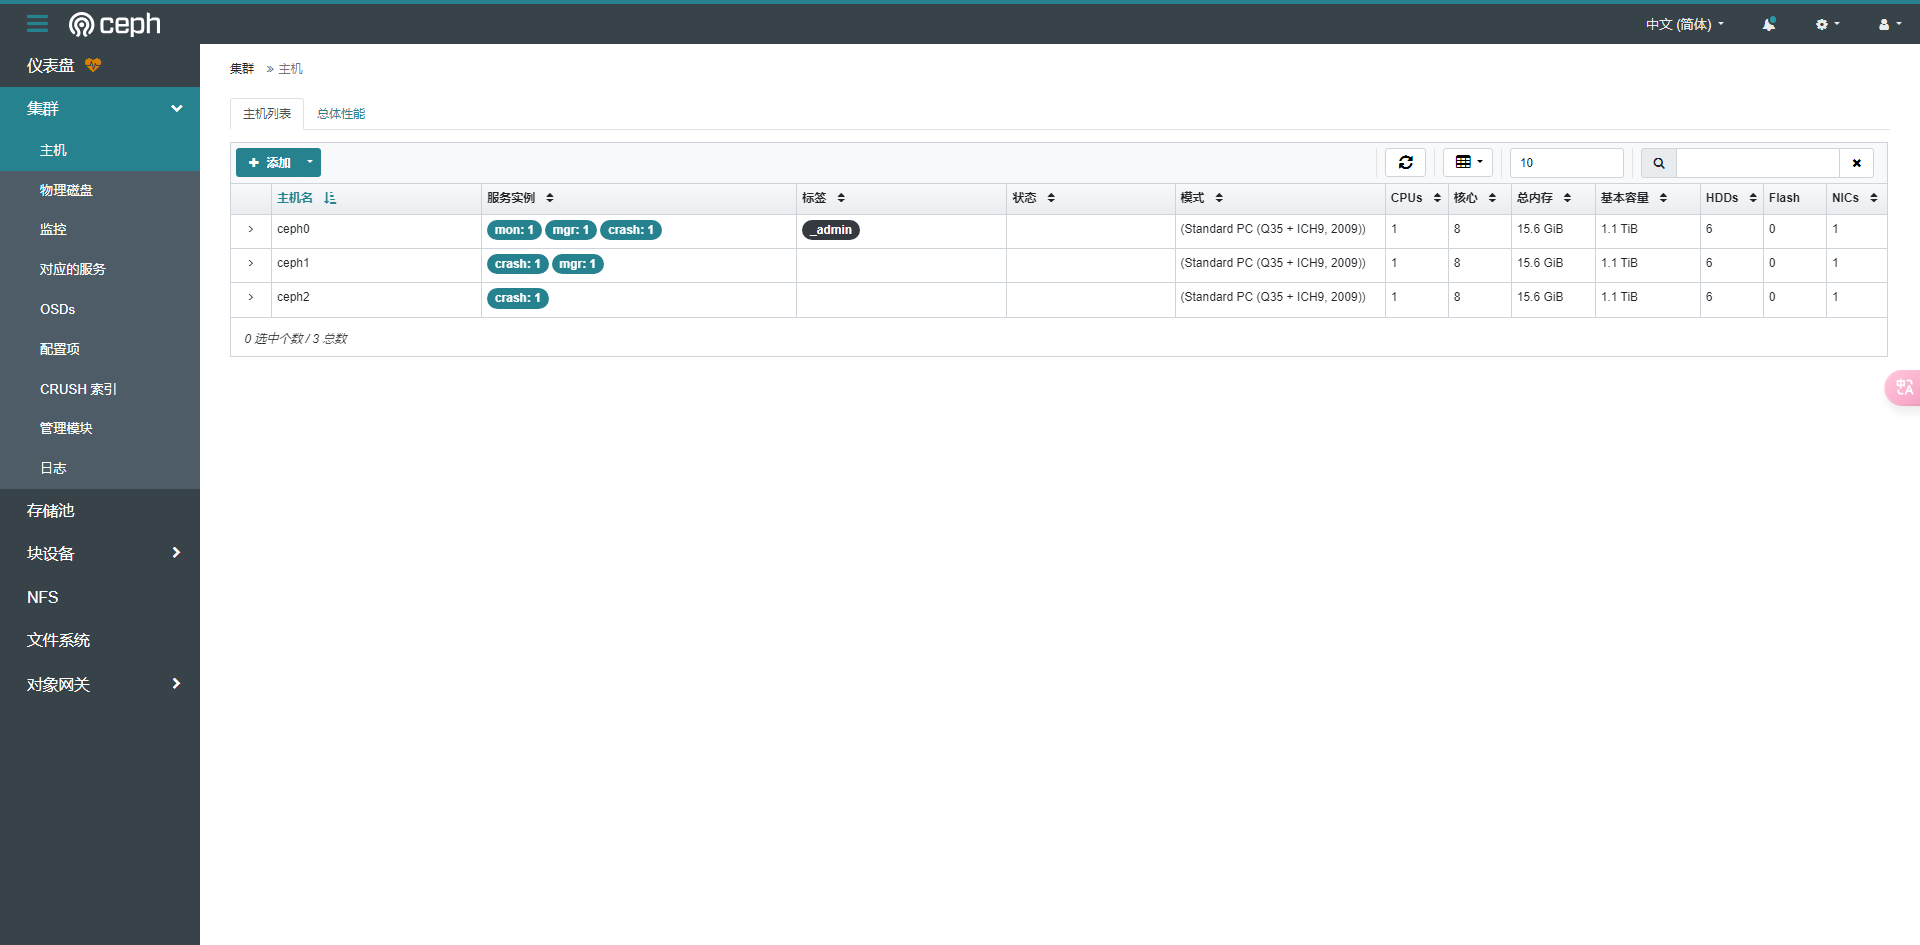 ceph
中文 (简体)
仪表盘
集群
主机
物理磁盘
监控
对应的服务
OSDs
配置项
CRUSH 索引
管理模块
日志
存储池
块设备
NFS
文件系统
对象网关
集群 » 主机
主机列表 总体性能
添加 10
主机名 服务实例 标签 状态 模式 CPUs 核心 总内存 基本容量 HDDs Flash NICs
ceph0 mon: 1 mgr: 1 crash: 1 _admin (Standard PC (Q35 + ICH9, 2009)) 1 8 15.6 GiB 1.1 TiB 6 0 1
ceph1 crash: 1 mgr: 1 (Standard PC (Q35 + ICH9, 2009)) 1 8 15.6 GiB 1.1 TiB 6 0 1
ceph2 crash: 1 (Standard PC (Q35 + ICH9, 2009)) 1 8 15.6 GiB 1.1 TiB 6 0 1
0 选中个数 / 3 总数
中 A